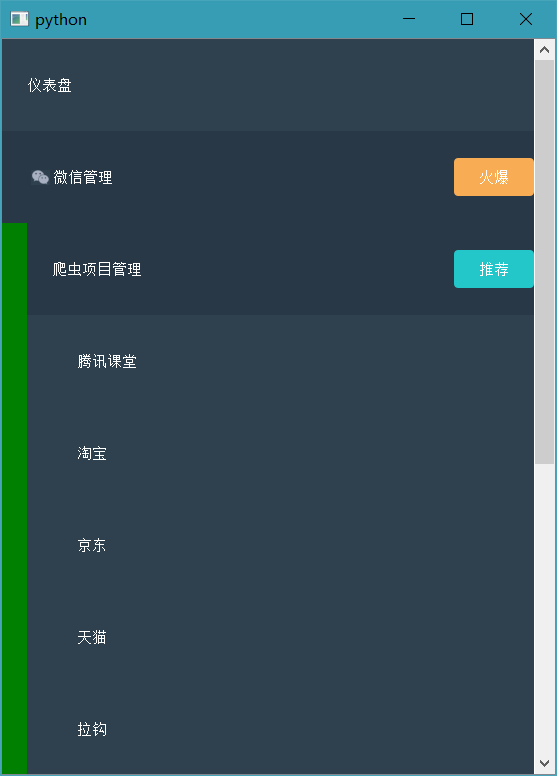 python
仪表盘
微信管理 火爆
爬虫项目管理 推荐
腾讯课堂
淘宝
京东
天猫
拉钩